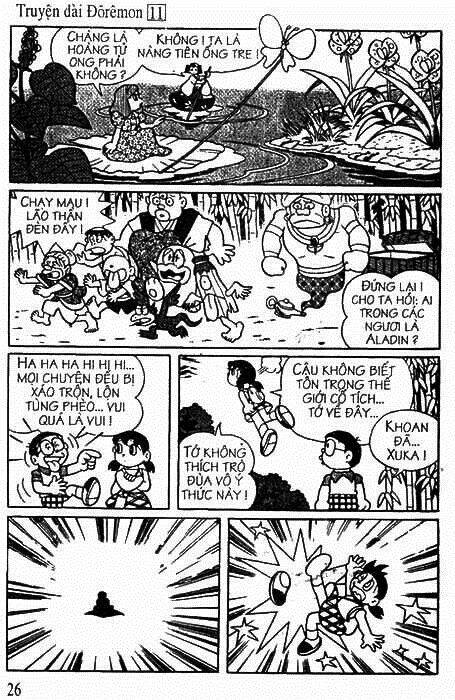 Truyện dài Đôrêmon 11
CHÀNG LÀ
HOÀNG TỬ
ONG PHẢI
KHÔNG ?
KHÔNG ! TA LÀ
NÀNG TIÊN ỐNG TRE !
CHẠY MAU !
LÃO THẦN
ĐÈN ĐẤY !
ĐỨNG LẠI !
CHO TA HỎI: AI
TRONG CÁC
NGƯƠI LÀ
ALADIN ?
HA HA HA HI HI HI...
MỌI CHUYỆN ĐỀU BỊ
XÁO TRỘN, LỘN
TÙNG PHÈO... VUI
QUÁ LÀ VUI !
CẬU KHÔNG BIẾT
TÔN TRỌNG THẾ
GIỚI CỔ TÍCH...
TỚ VỀ ĐÂY...
TỚ KHÔNG
THÍCH TRÒ
ĐÙA VÔ Ý
THỨC NÀY !
KHOAN
ĐÃ...
XUKA !
26